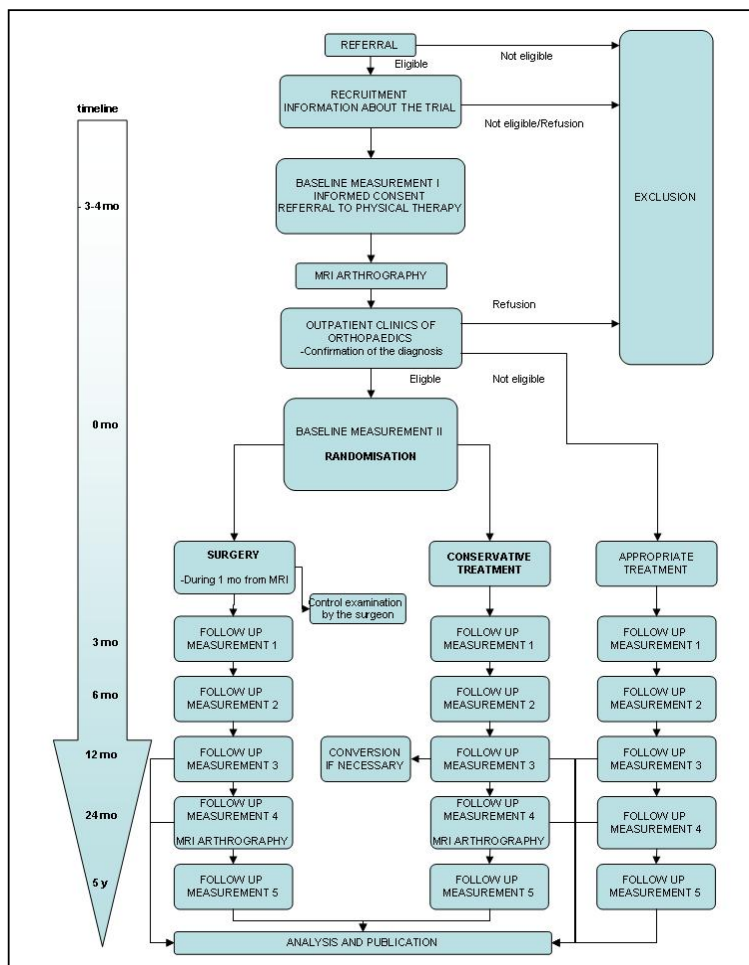 REFERRAL
Not eligible
Eligible
RECRUITMENT
INFORMATION ABOUT THE TRIAL
Not eligible/Refusion
timeline
EXCLUSION
BASELINE MEASUREMENT I
INFORMED CONSENT
REFERRAL TO PHYSICAL THERAPY
- 3-4 mo
MRI ARTHROGRAPHY
Refusion
OUTPATIENT CLINICS OF
ORTHOPAEDICS
-Confirmation of the diagnosis
Eligble
Not eligible
0 mo
BASELINE MEASUREMENT II
RANDOMISATION
SURGERY
-During 1 mo from MRI
CONSERVATIVE
TREATMENT
APPROPRIATE
TREATMENT
Control examination
by the surgeon
3 mo
FOLLOW UP
MEASUREMENT 1
FOLLOW UP
MEASUREMENT 1
FOLLOW UP
MEASUREMENT 1
6 mo
FOLLOW UP
MEASUREMENT 2
FOLLOW UP
MEASUREMENT 2
FOLLOW UP
MEASUREMENT 2
12 mo
FOLLOW UP
MEASUREMENT 3
CONVERSION
IF NECESSARY
FOLLOW UP
MEASUREMENT 3
FOLLOW UP
MEASUREMENT 3
24 mo
FOLLOW UP
MEASUREMENT 4
MRI ARTHROGRAPHY
FOLLOW UP
MEASUREMENT 4
MRI ARTHROGRAPHY
FOLLOW UP
MEASUREMENT 4
5 y
FOLLOW UP
MEASUREMENT 5
FOLLOW UP
MEASUREMENT 5
FOLLOW UP
MEASUREMENT 5
ANALYSIS AND PUBLICATION